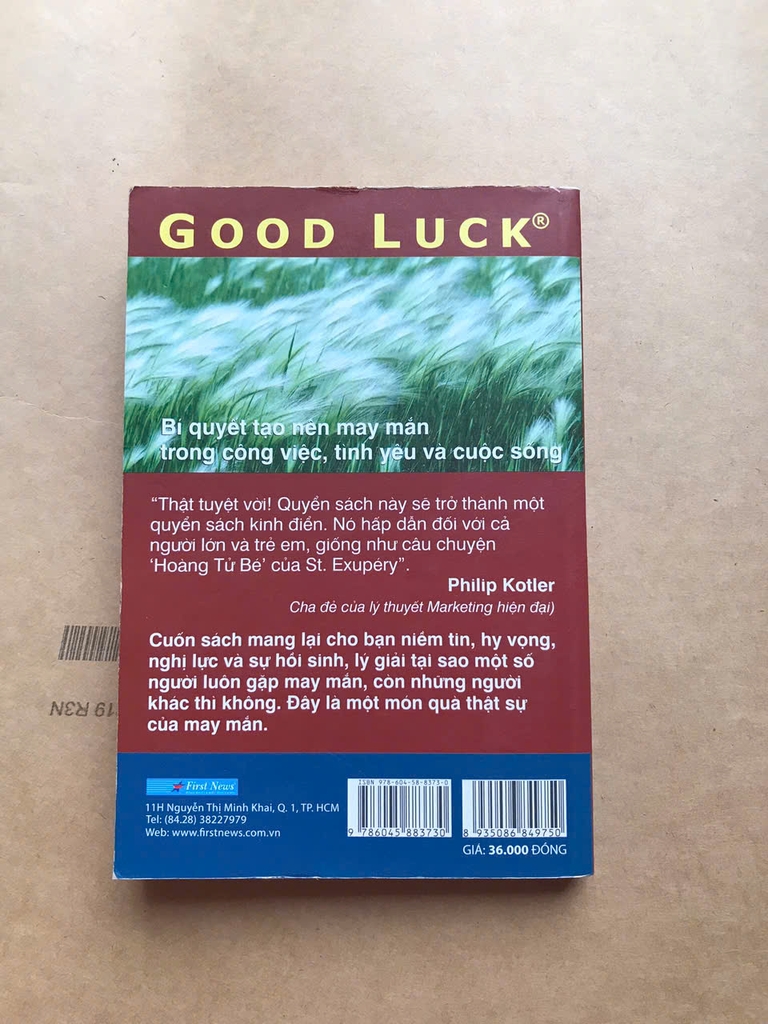 GOOD LUCK®
Bí quyết tạo nên may mắn
trong công việc, tình yêu và cuộc sống
“Thật tuyệt vời! Quyển sách này sẽ trở thành một
quyển sách kinh điển. Nó hấp dẫn đối với cả
người lớn và trẻ em, giống như câu chuyện
‘Hoàng Tử Bé’ của St. Exupéry”.
Philip Kotler
Cha đẻ của lý thuyết Marketing hiện đại)
Cuốn sách mang lại cho bạn niềm tin, hy vọng,
nghị lực và sự hồi sinh, lý giải tại sao một số
người luôn gặp may mắn, còn những người
khác thì không. Đây là một món quà thật sự
của may mắn.
First News
11H Nguyễn Thị Minh Khai, Q. 1, TP. HCM
Tel: (84.28) 38227979
Web: www.firstnews.com.vn
ISBN 978-604-58-8373-0
9 786045 883730
8 935086 849750
GIÁ: 36.000 ĐỒNG
19 R3N